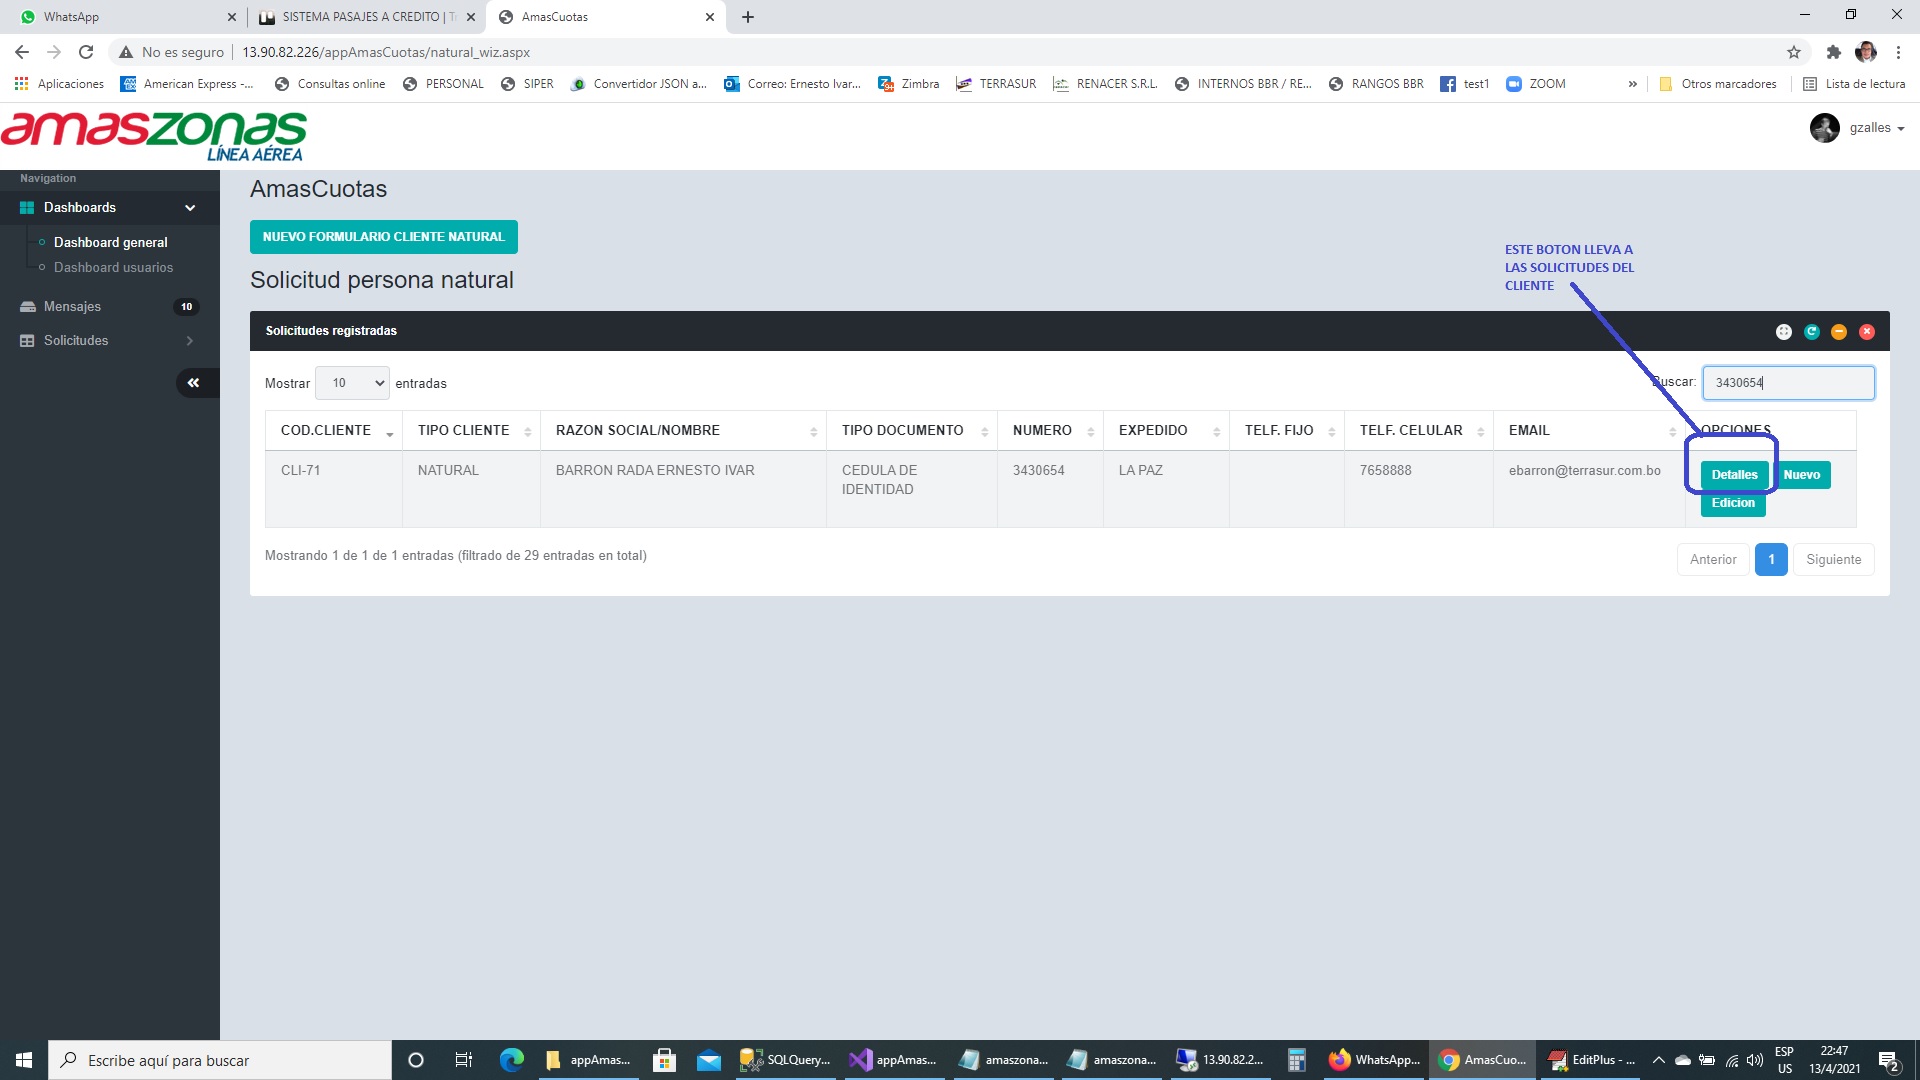 WhatsApp
SISTEMA PASAJES A CREDITO | Tr
AmasCuotas
No es seguro
13.90.82.226/appAmasCuotas/natural_wiz.aspx
Aplicaciones
American Express -...
Consultas online
PERSONAL
SIPER
Convertidor JSON a...
Correo: Ernesto Ivar...
Zimbra
TERRASUR
RENACER S.R.L.
INTERNOS BBR / RE...
RANGOS BBR
test1
ZOOM
Otros marcadores
Lista de lectura
amaszonas
LÍNEA AÉREA
gzalles
Navigation
Dashboards
Dashboard general
Dashboard usuarios
Mensajes 10
Solicitudes
AmasCuotas
NUEVO FORMULARIO CLIENTE NATURAL
Solicitud persona natural
ESTE BOTON LLEVA A
LAS SOLICITUDES DEL
CLIENTE
Solicitudes registradas
Mostrar 10 entradas
Buscar: 3430654
COD.CLIENTE TIPO CLIENTE RAZON SOCIAL/NOMBRE TIPO DOCUMENTO NUMERO EXPEDIDO TELF. FIJO TELF. CELULAR EMAIL OPCIONES
CLI-71 NATURAL BARRON RADA ERNESTO IVAR CEDULA DE 3430654 LA PAZ 7658888 ebarron@terrasur.com.bo Detalles Nuevo
IDENTIDAD
Edicion
Mostrando 1 de 1 de 1 entradas (filtrado de 29 entradas en total)
Anterior 1 Siguiente
Escribe aquí para buscar
appAmas...
SQLQuery...
appAmas...
amaszona...
amaszona...
13.90.82.2...
WhatsApp...
AmasCuo...
EditPlus - ...
ESP
US
22:47
13/4/2021
2